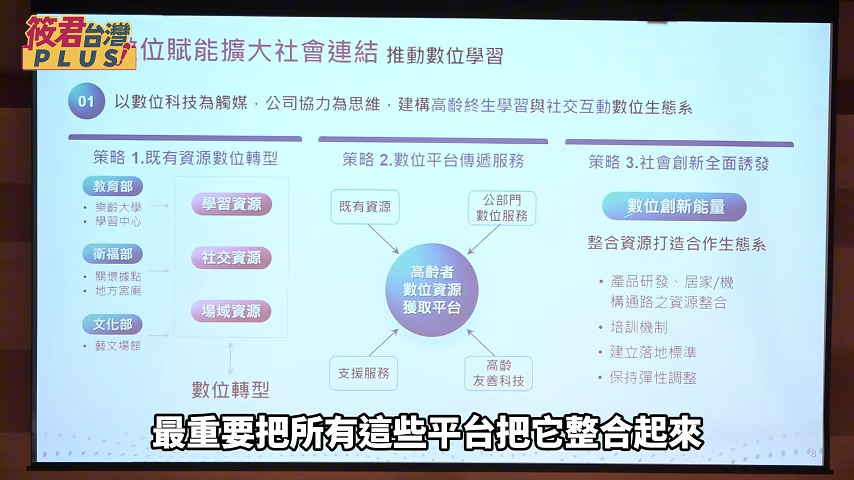 筱君台灣
PLUS!
數位賦能擴大社會連結 推動數位學習
01 以數位科技為觸媒，公司協力為思維，建構高齡終生學習與社交互動數位生態系
策略 1.既有資源數位轉型
教育部
• 樂齡大學
• 學習中心
衛福部
• 關懷據點
• 地方宮廟
文化部
• 藝文場館
學習資源
社交資源
場域資源
數位轉型
策略 2.數位平台傳遞服務
既有資源
公部門
數位服務
高齡者
數位資源
獲取平台
支援服務
高齡
友善科技
策略 3.社會創新全面誘發
數位創新能量
整合資源打造合作生態系
• 產品研發、居家/機
構通路之資源整合
• 培訓機制
• 建立落地標準
• 保持彈性調整
最重要把所有這些平台把它整合起來
8